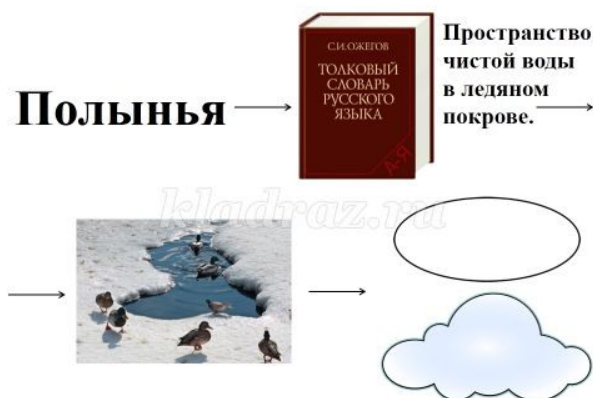 Полынья
С.И.ОЖЕГОВ
ТОЛКОВЫЙ
СЛОВАРЬ
РУССКОГО
ЯЗЫКА
А-Я
Пространство
чистой воды
в ледяном
покрове.
kladraz.ru